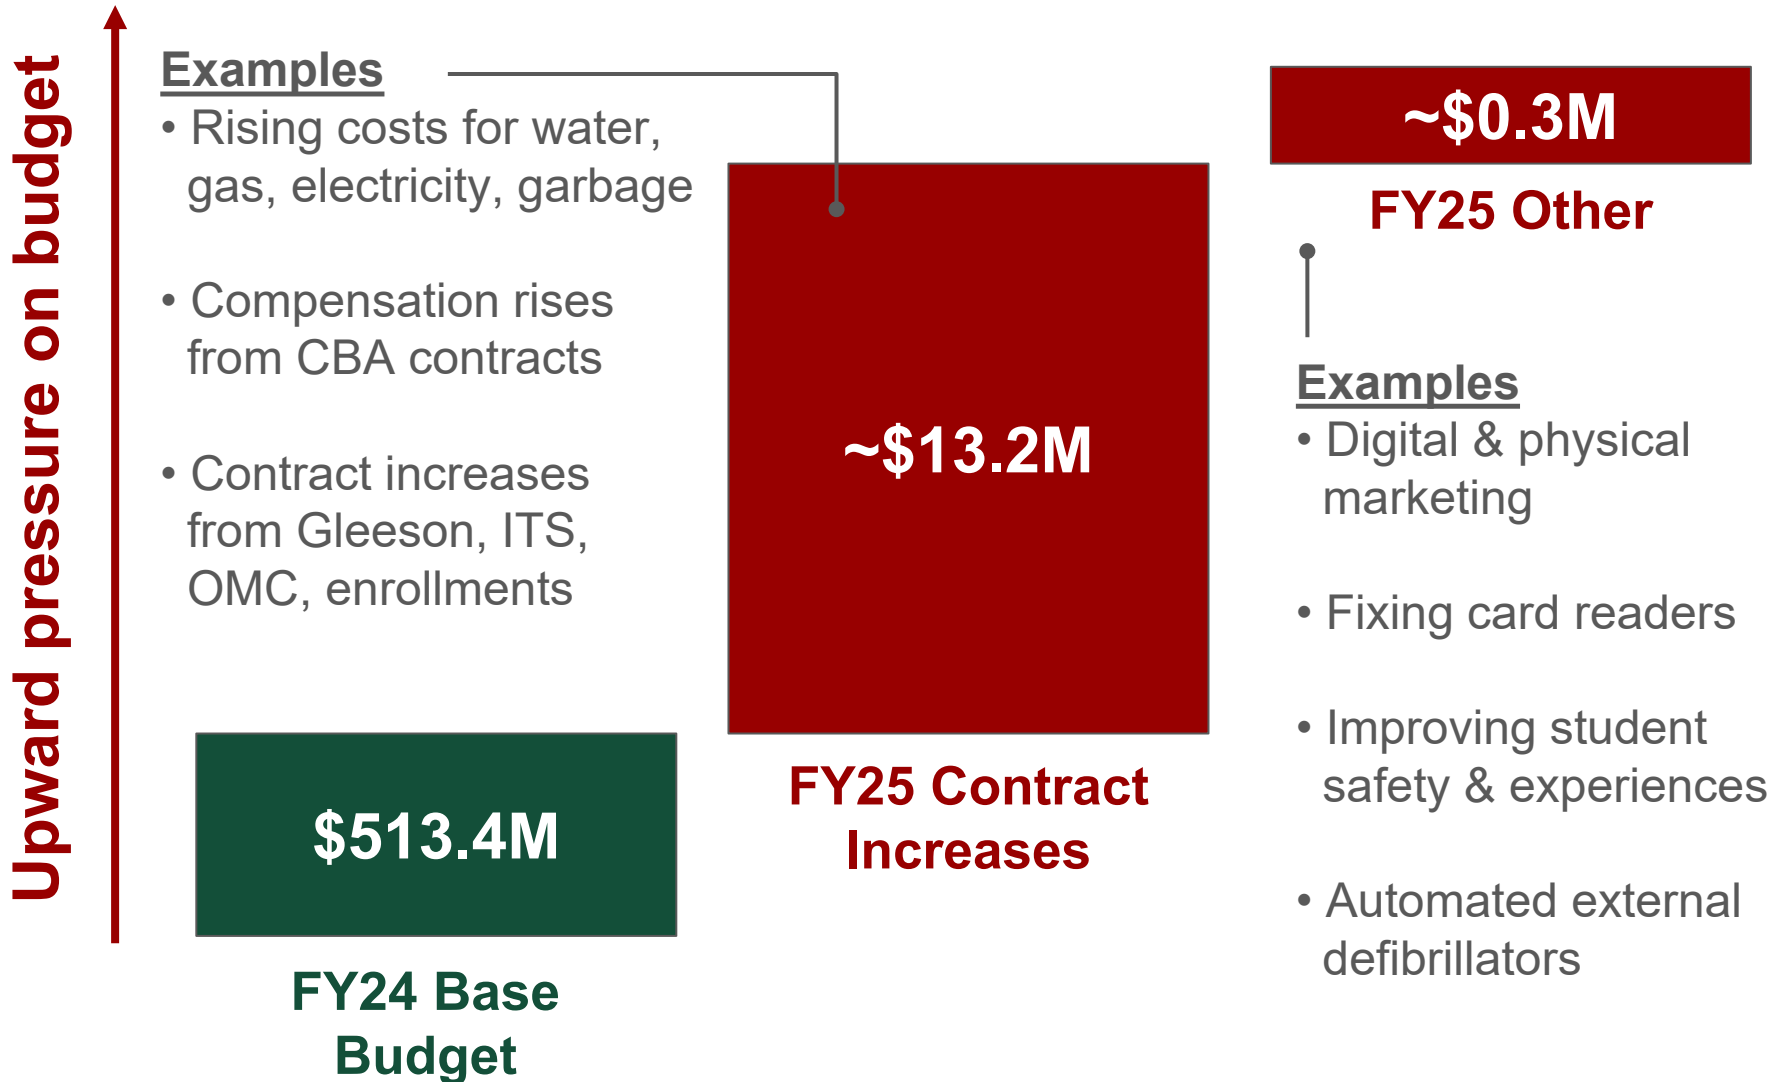 Upward pressure on budget
Examples
• Rising costs for water,
gas, electricity, garbage
• Compensation rises
from CBA contracts
• Contract increases
from Gleeson, ITS,
OMC, enrollments
$513.4M
FY24 Base
Budget
~$13.2M
FY25 Contract
Increases
~$0.3M
FY25 Other
Examples
• Digital & physical
marketing
• Fixing card readers
• Improving student
safety & experiences
• Automated external
defibrillators